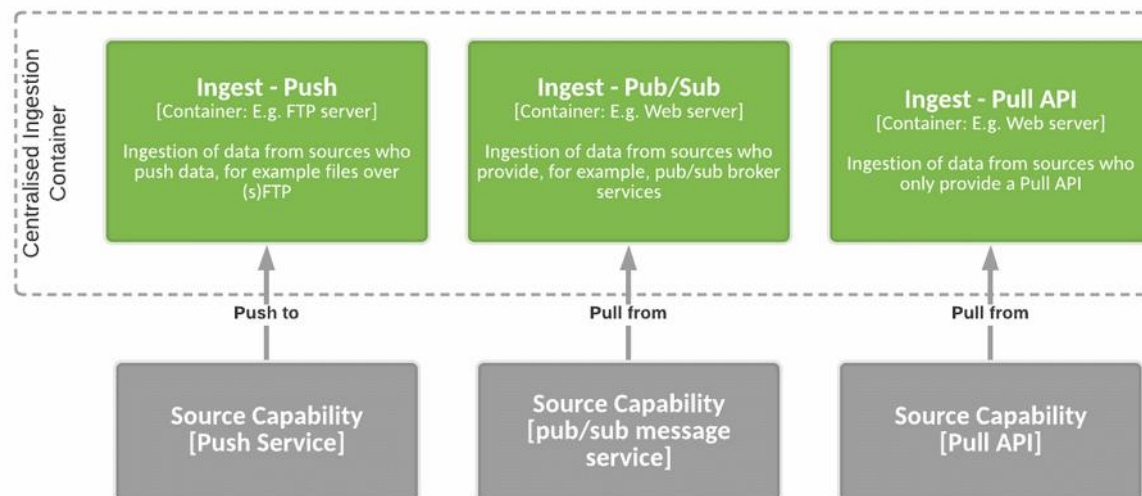 Centralised Ingestion
Container
Ingest - Push
[Container: E.g. FTP server]
Ingestion of data from sources who
push data, for example files over
(s)FTP
Ingest - Pub/Sub
[Container: E.g. Web server]
Ingestion of data from sources who
provide, for example, pub/sub broker
services
Ingest - Pull API
[Container: E.g. Web server]
Ingestion of data from sources who
only provide a Pull API
Push to
Pull from
Pull from
Source Capability
[Push Service]
Source Capability
[pub/sub message
service]
Source Capability
[Pull API]